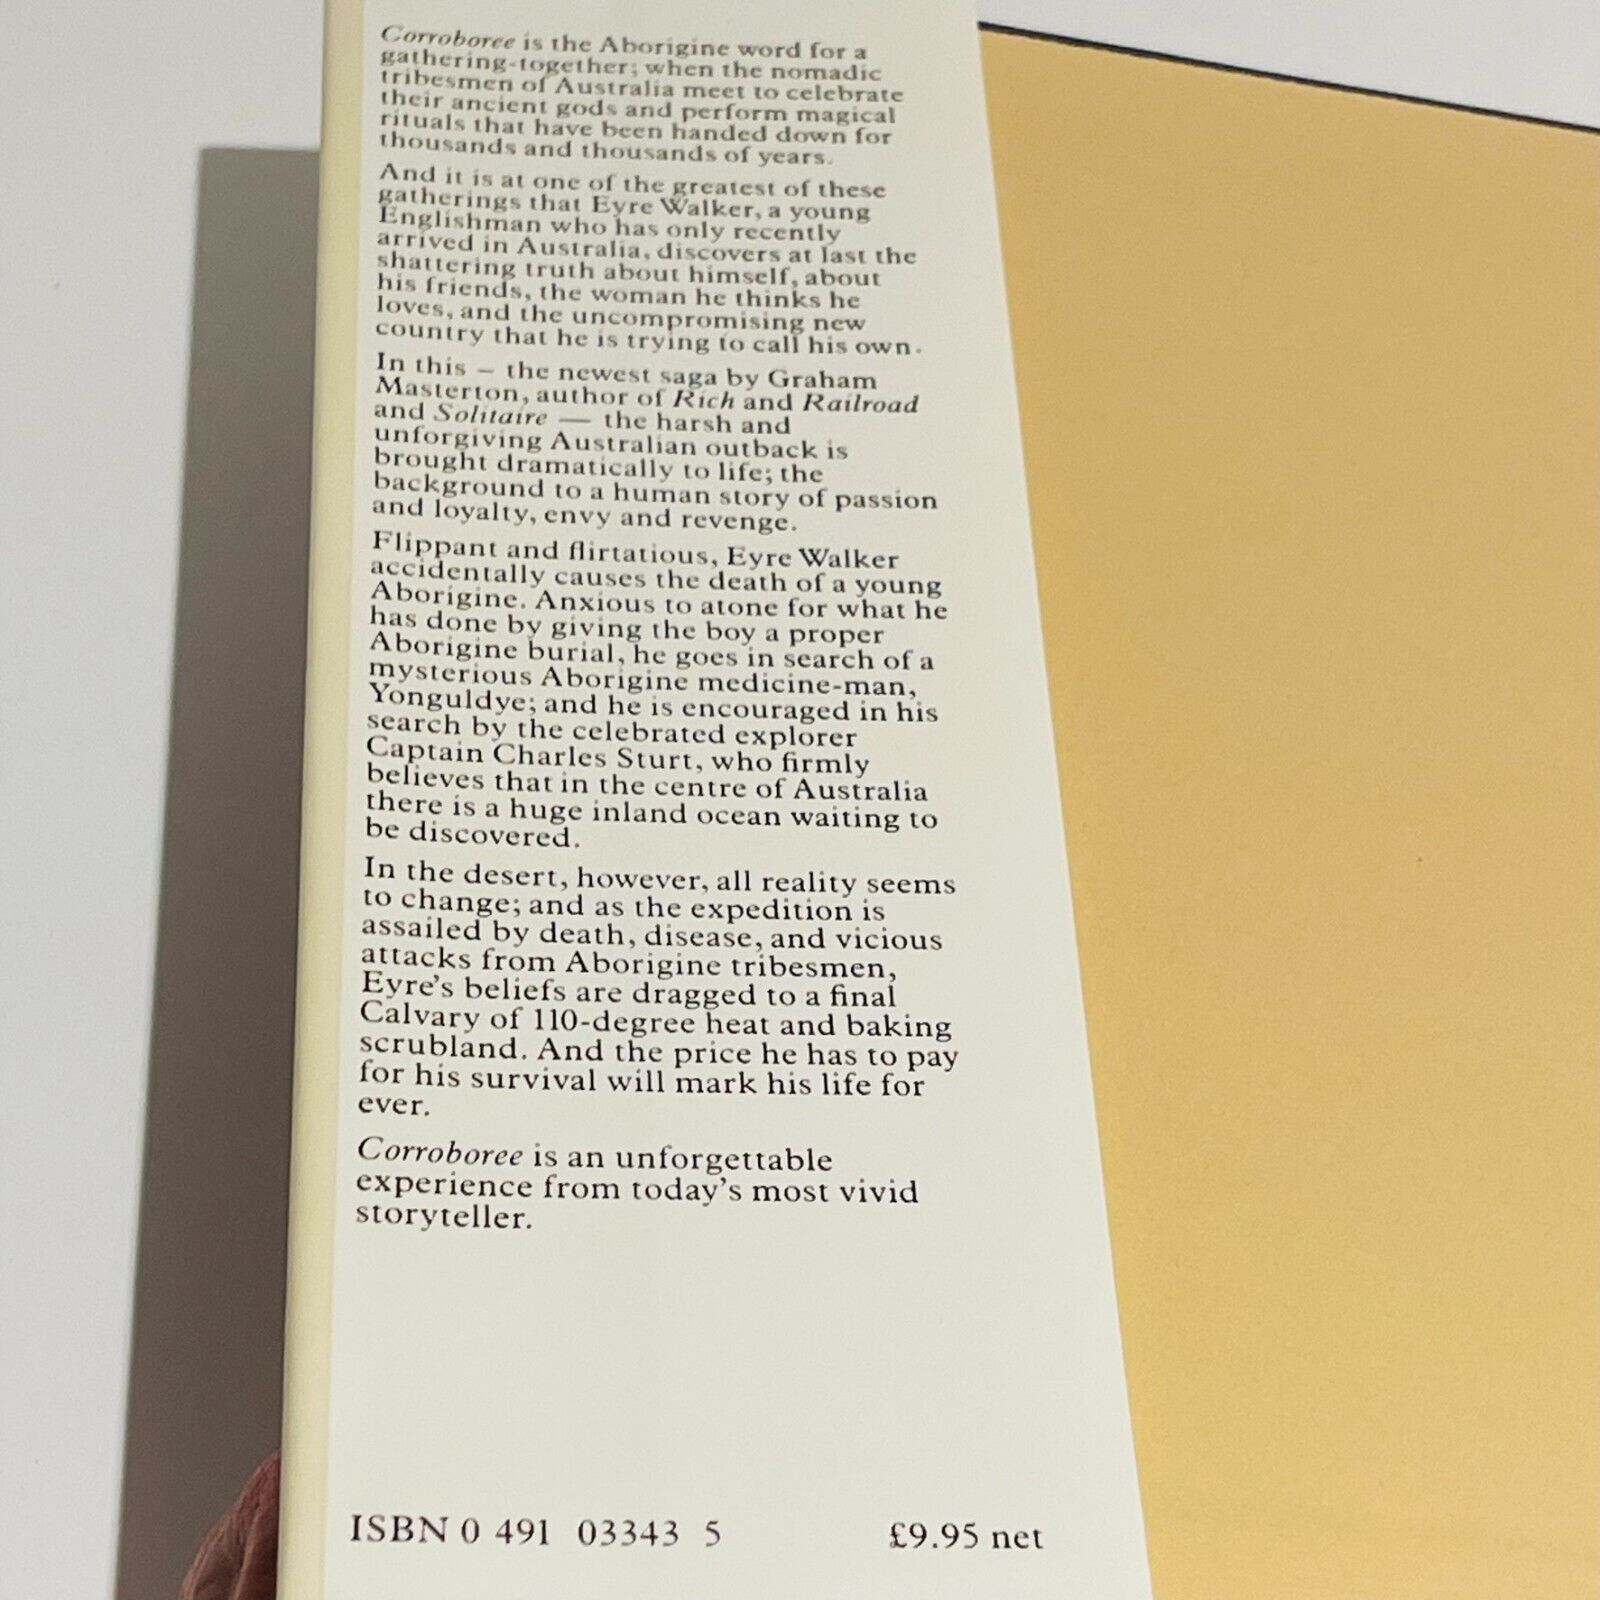 Corroboree is the Aborigine word for a
gathering-together; when the nomadic
tribesmen of Australia meet to celebrate
their ancient gods and perform magical
rituals that have been handed down for
thousands and thousands of years.
And it is at one of the greatest of these
gatherings that Eyre Walker, a young
Englishman who has only recently
arrived in Australia, discovers at last the
shattering truth about himself, about
his friends, the woman he thinks he
loves, and the uncompromising new
country that he is trying to call his own.
In this – the newest saga by Graham
Masterton, author of Rich and Railroad
and Solitaire — the harsh and
unforgiving Australian outback is
brought dramatically to life; the
background to a human story of passion
and loyalty, envy and revenge.
Flippant and flirtatious, Eyre Walker
accidentally causes the death of a young
Aborigine. Anxious to atone for what he
has done by giving the boy a proper
Aborigine burial, he goes in search of a
mysterious Aborigine medicine-man,
Yonguldye; and he is encouraged in his
search by the celebrated explorer
Captain Charles Sturt, who firmly
believes that in the centre of Australia
there is a huge inland ocean waiting to
be discovered.
In the desert, however, all reality seems
to change; and as the expedition is
assailed by death, disease, and vicious
attacks from Aborigine tribesmen,
Eyre's beliefs are dragged to a final
Calvary of 110-degree heat and baking
scrubland. And the price he has to pay
for his survival will mark his life for
ever.
Corroboree is an unforgettable
experience from today's most vivid
storyteller.
ISBN 0 491 03343 5 £9.95 net